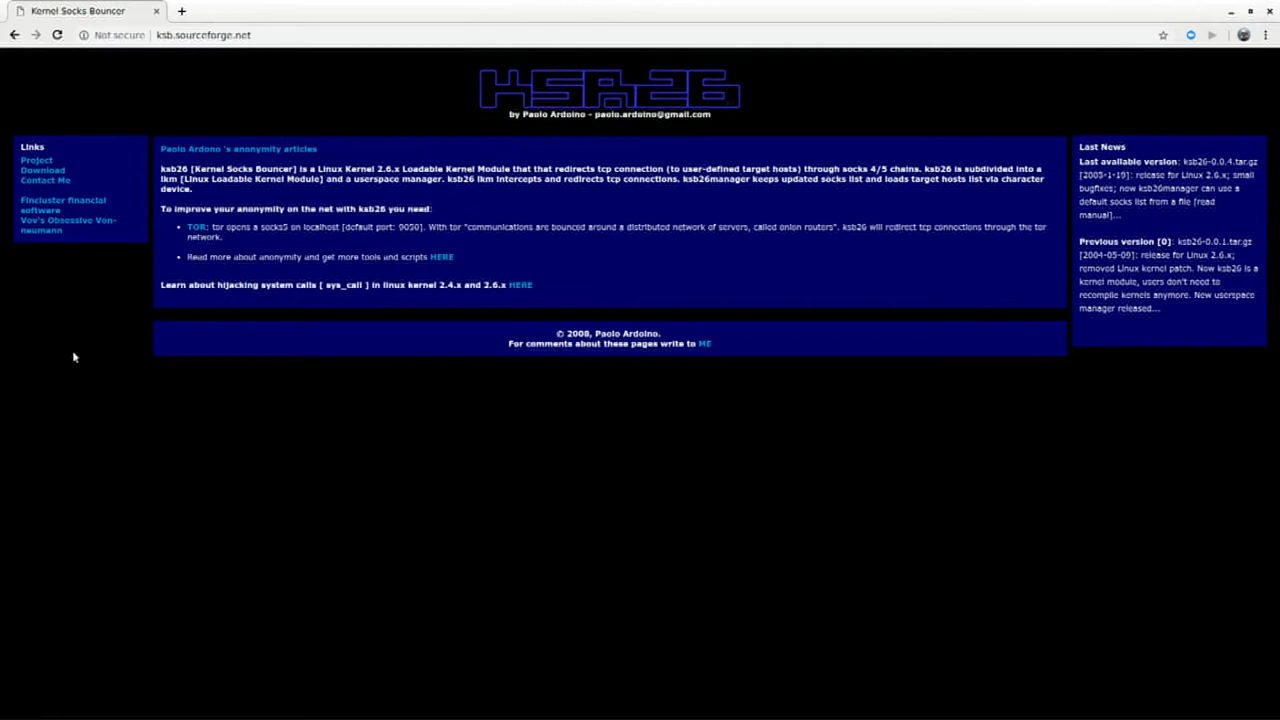 Kernel Socks Bouncer
Not secure
ksb.sourceforge.net
KSB26
by Paolo Ardoino - paolo.ardoino@gmail.com
Links
Project
Download
Contact Me
Fincluster financial
software
Vov's Obsessive Von-
neumann
Paolo Ardono 's anonymity articles
ksb26 [Kernel Socks Bouncer] is a Linux Kernel 2.6.x Loadable Kernel Module that that redirects tcp connection (to user-defined target hosts) through socks 4/5 chains. ksb26 is subdivided into a
lkm [Linux Loadable Kernel Module] and a userspace manager. ksb26 lkm intercepts and redirects tcp connections. ksb26manager keeps updated socks list and loads target hosts list via character
device.
To improve your anonymity on the net with ksb26 you need:
• TOR: tor opens a socks5 on localhost [default port: 9050]. With tor "communications are bounced around a distributed network of servers, called onion routers". ksb26 will redirect tcp connections through the tor
network.
• Read more about anonymity and get more tools and scripts HERE
Learn about hijacking system calls [ sys_call ] in linux kernel 2.4.x and 2.6.x HERE
© 2008, Paolo Ardoino.
For comments about these pages write to ME
Last News
Last available version: ksb26-0.0.4.tar.gz
[2005-1-19]: release for Linux 2.6.x; small
bugfixes; now ksb26manager can use a
default socks list from a file [read
manual]...
Previous version [0]: ksb26-0.0.1.tar.gz
[2004-05-09]: release for Linux 2.6.x;
removed Linux kernel patch. Now ksb26 is a
kernel module, users don't need to
recompile kernels anymore. New userspace
manager released...